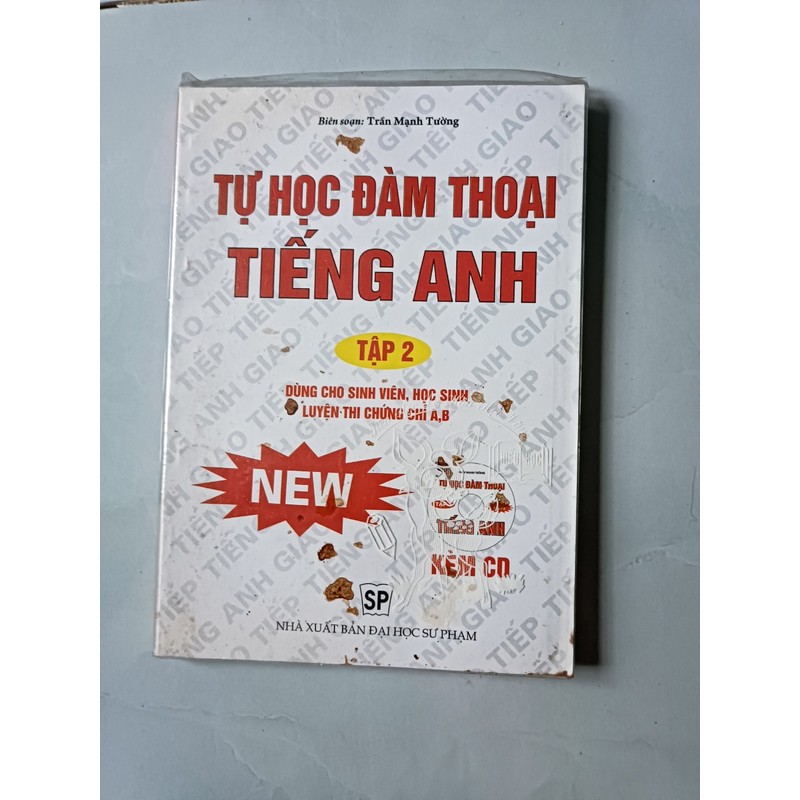 Biên soạn: Trần Mạnh Tường
TỰ HỌC ĐÀM THOẠI
TIẾNG ANH
TẬP 2
DÙNG CHO SINH VIÊN, HỌC SINH
LUYỆN THI CHỨNG CHỈ A,B
NEW
TỰ HỌC ĐÀM THOẠI
TIẾNG ANH
KÈM CD
SP
NHÀ XUẤT BẢN ĐẠI HỌC SƯ PHẠM